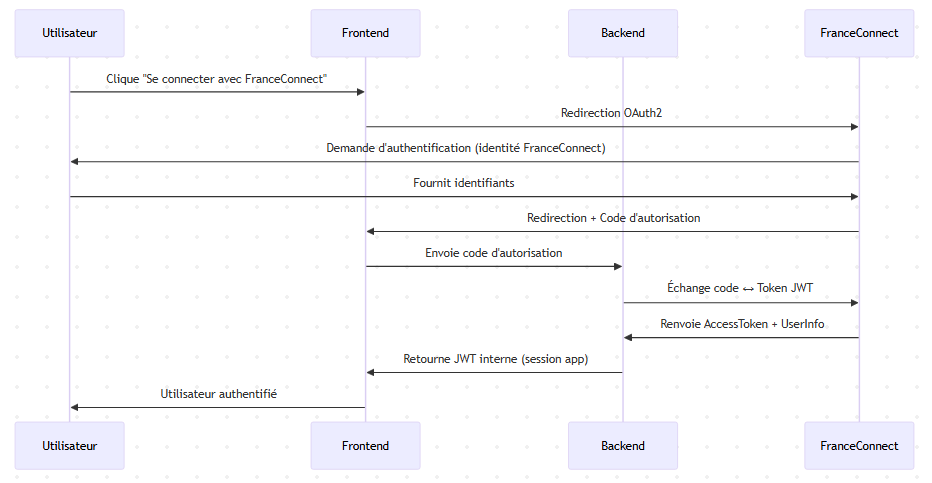 Utilisateur
Frontend
Backend
FranceConnect
Clique "Se connecter avec FranceConnect"
Redirection OAuth2
Demande d'authentification (identité FranceConnect)
Fournit identifiants
Redirection + Code d'autorisation
Envoie code d'autorisation
Échange code ↔ Token JWT
Renvoie AccessToken + UserInfo
Retourne JWT interne (session app)
Utilisateur authentifié
Utilisateur
Frontend
Backend
FranceConnect